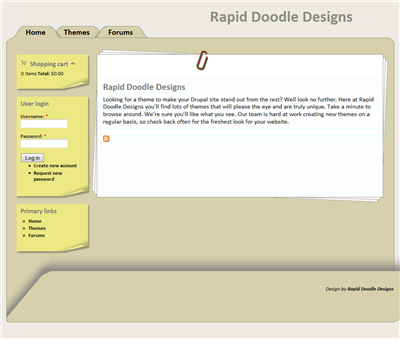 Rapid Doodle Designs
Home Themes Forums
Shopping cart
0 Items Total: $0.00
User login
Username: *
Password: *
Log in
Create new account
Request new
password
Primary links
Home
Themes
Forums
Rapid Doodle Designs
Looking for a theme to make your Drupal site stand out from the rest? Well look no further. Here at Rapid
Doodle Designs you'll find lots of themes that will please the eye and are truly unique. Take a minute to
browse around. We're sure you'll like what you see. Our team is hard at work creating new themes on a
regular basis, so check back often for the freshest look for your website.
Design by Rapid Doodle Designs